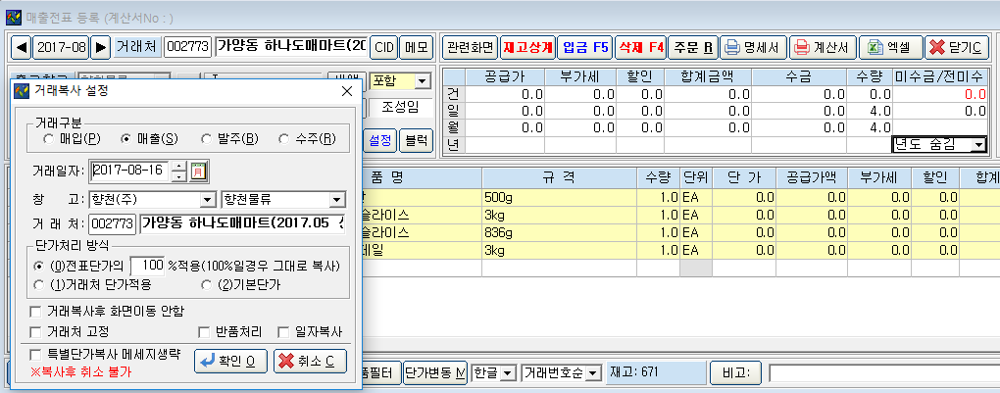 매출전표 등록 (계산서No : )
◀ 2017-08 ▶ 거래처 002773 가양동 하나도매마트(20 CID 메모 관련화면 재고상계 입금 F5 삭제 F4 주문 R 명세서 계산서 엑셀 닫기C
포함
조성임
설정 블럭
공급가 부가세 할인 합계금액 수금 수량 미수금/전미수
건 0.0 0.0 0.0 0.0 0.0 0.0 0.0
일 0.0 0.0 0.0 0.0 0.0 4.0 0.0
월 0.0 0.0 0.0 0.0 0.0 4.0
년 년도 숨김
거래복사 설정
거래구분
매입(P) 매출(S) 발주(B) 수주(R)
거래일자: 2017-08-16 월
창 고: 향천(주) 향천물류
거 래 처: 002773 가양동 하나도매마트(2017.05
단가처리 방식
(0)전표단가의 100 %적용(100%일경우 그대로 복사)
(1)거래처 단가적용 (2)기본단가
거래복사후 화면이동 안함
거래처 고정 반품처리 일자복사
특별단가복사 메세지생략
※복사후 취소 불가
확인 O 취소 C
품 명 규 격 수량 단위 단 가 공급가액 부가세 할인 합계
500g 1.0 EA 0.0 0.0 0.0 0.0
슬라이스 3kg 1.0 EA 0.0 0.0 0.0 0.0
슬라이스 836g 1.0 EA 0.0 0.0 0.0 0.0
테일 3kg 1.0 EA 0.0 0.0 0.0 0.0
품필터 단가변동 M 한글 거래번호순 재고: 671 비고: